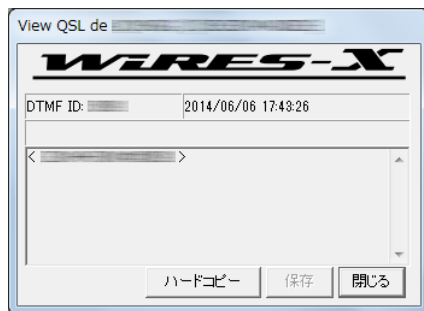 View QSL de
WIRES-X
DTMF ID:
2014/06/06 17:43:26
< >
ハードコピー
保存
閉じる